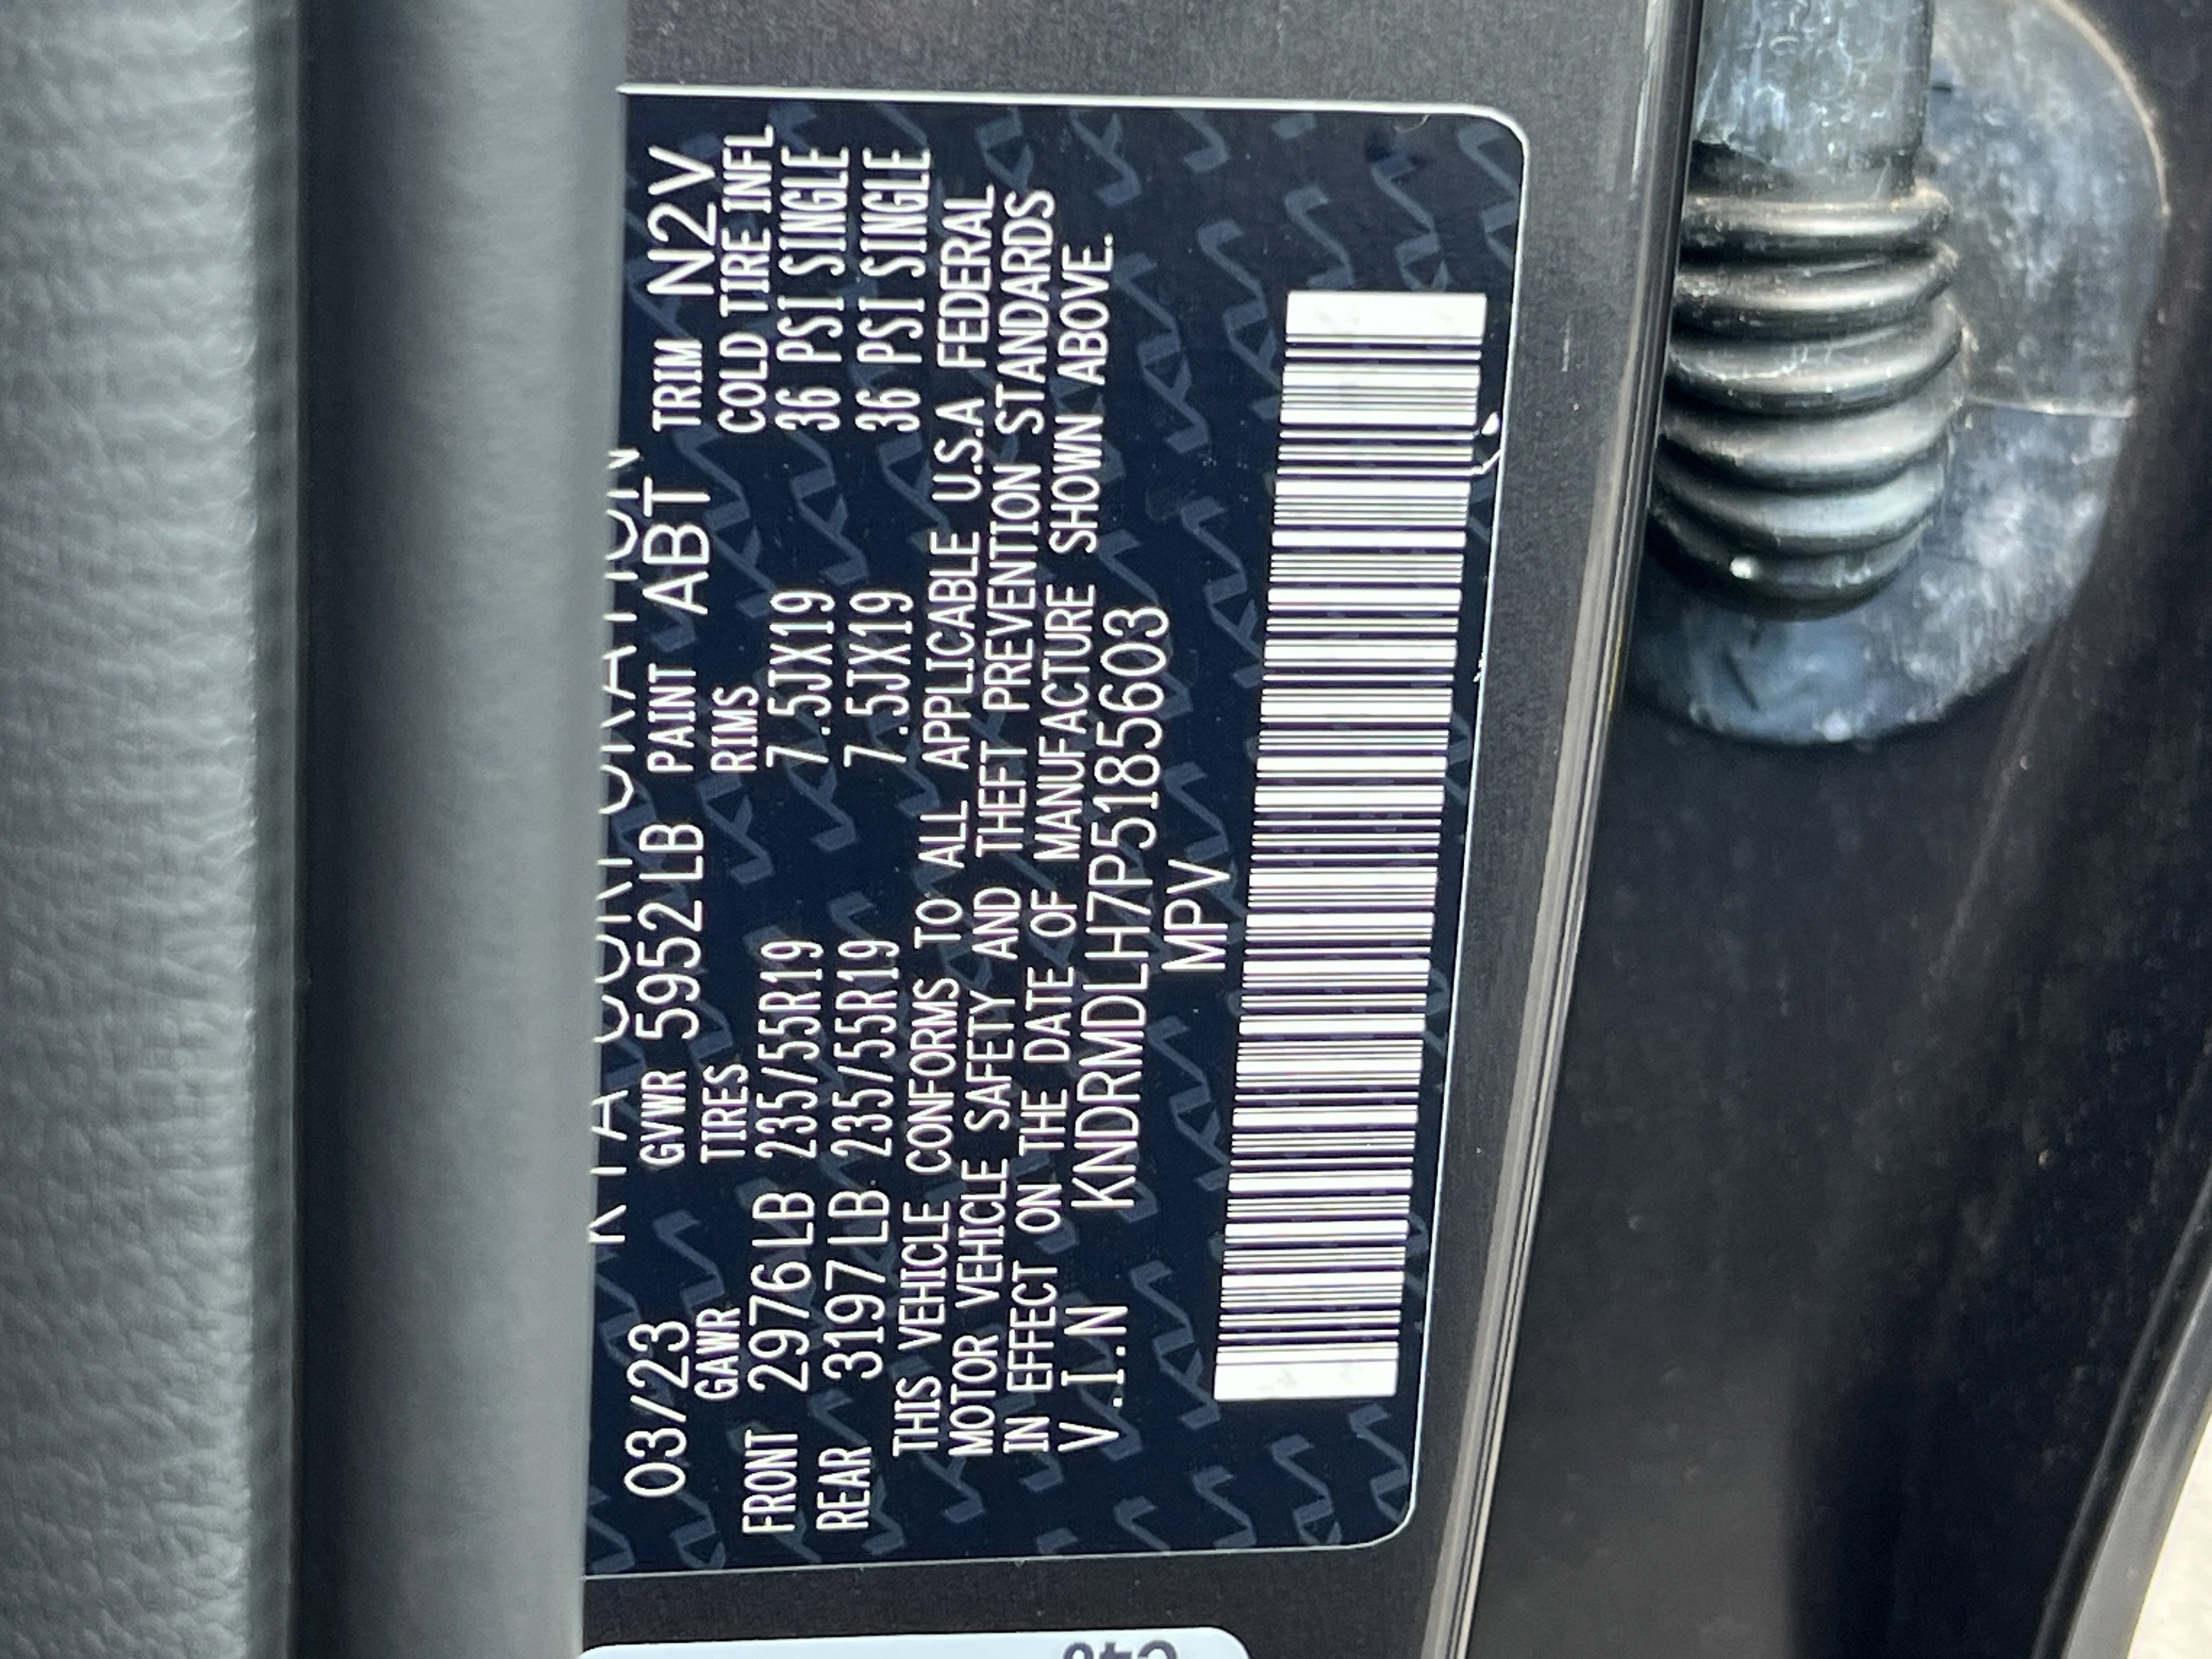 KIA CORPORATION
03/23 GVWR 5952LB PAINT ABT TRIM N2V
GAWR TIRES RIMS COLD TIRE INFL
FRONT 2976LB 235/55R19 7.5JX19 36 PSI SINGLE
REAR 3197LB 235/55R19 7.5JX19 36 PSI SINGLE
THIS VEHICLE CONFORMS TO ALL APPLICABLE U.S.A FEDERAL
MOTOR VEHICLE SAFETY AND THEFT PREVENTION STANDARDS
IN EFFECT ON THE DATE OF MANUFACTURE SHOWN ABOVE.
V.I.N KNDRMDLH7P5185603
MPV